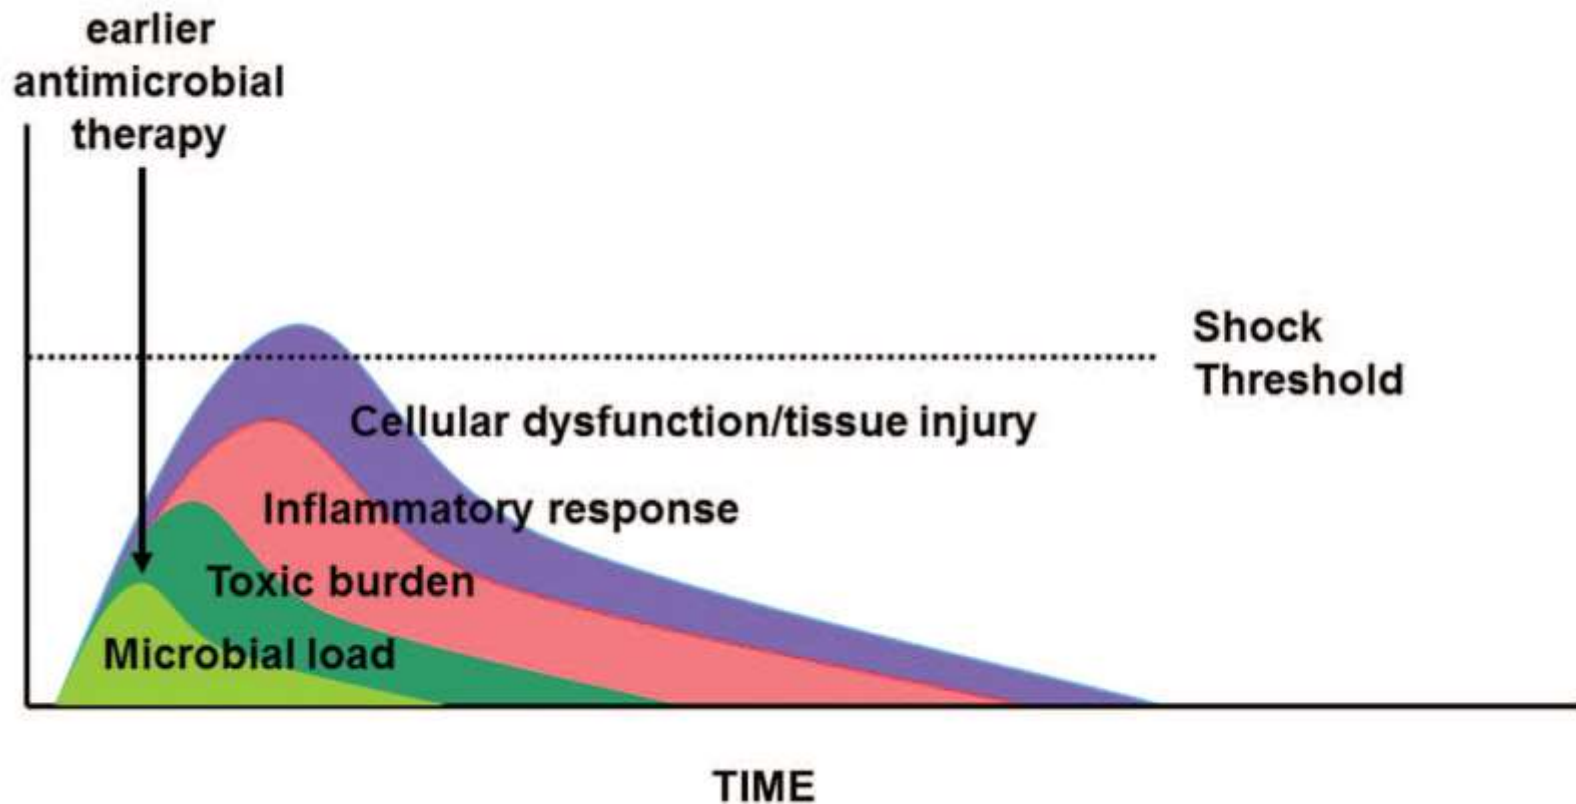 earlier
antimicrobial
therapy
Shock
Threshold
Cellular dysfunction/tissue injury
Inflammatory response
Toxic burden
Microbial load
TIME